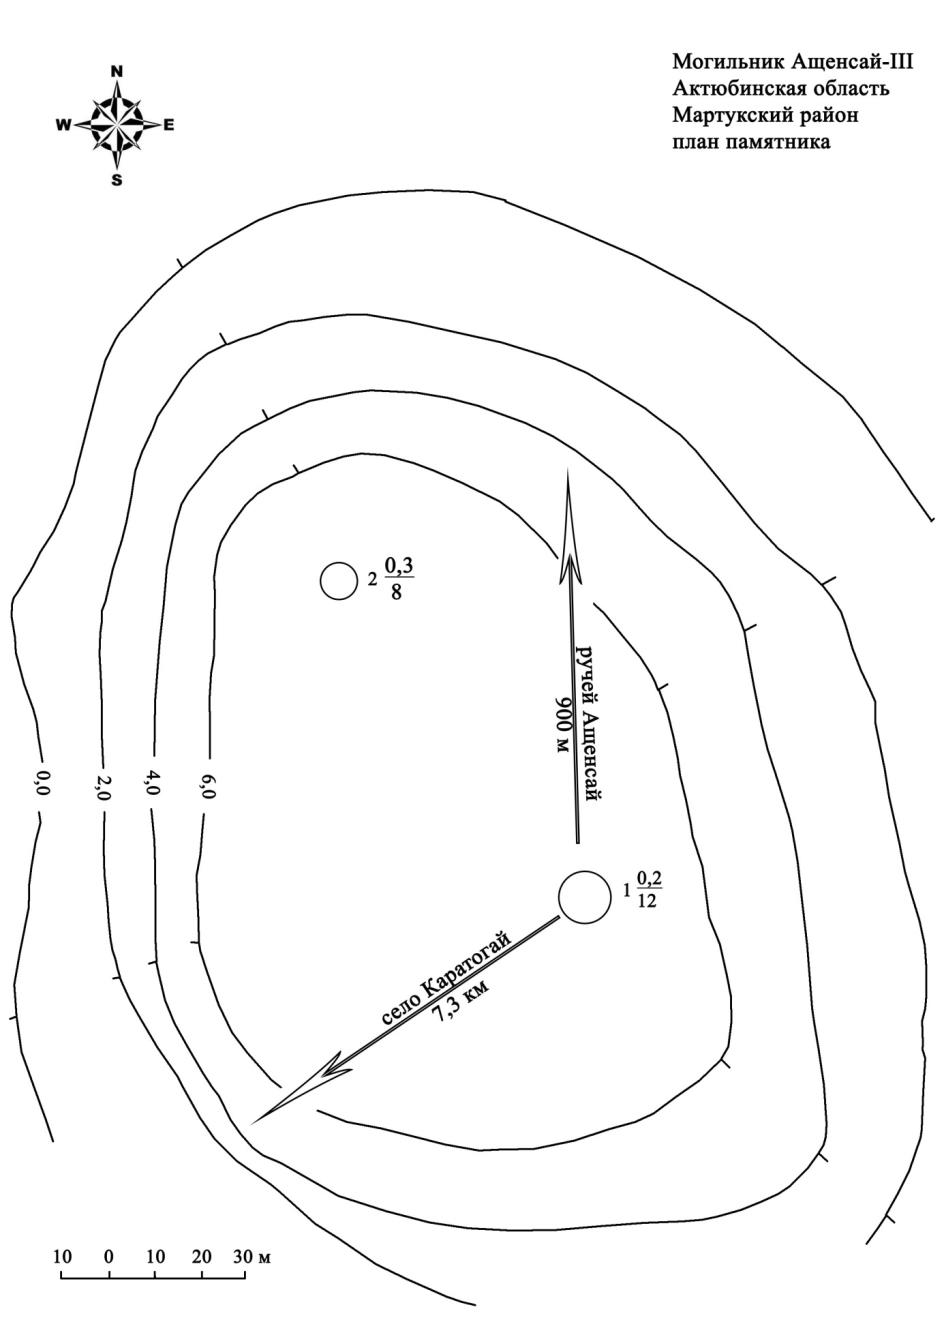 Могильник Ащенсай-III
Актюбинская область
Мартукский район
план памятника
N
W E
S
2 0,3
8
ручей Ащенсай
900 м
0,0 2,0 4,0 6,0
1 0,2
12
село Каратогай
7,3 км
10 0 10 20 30 м